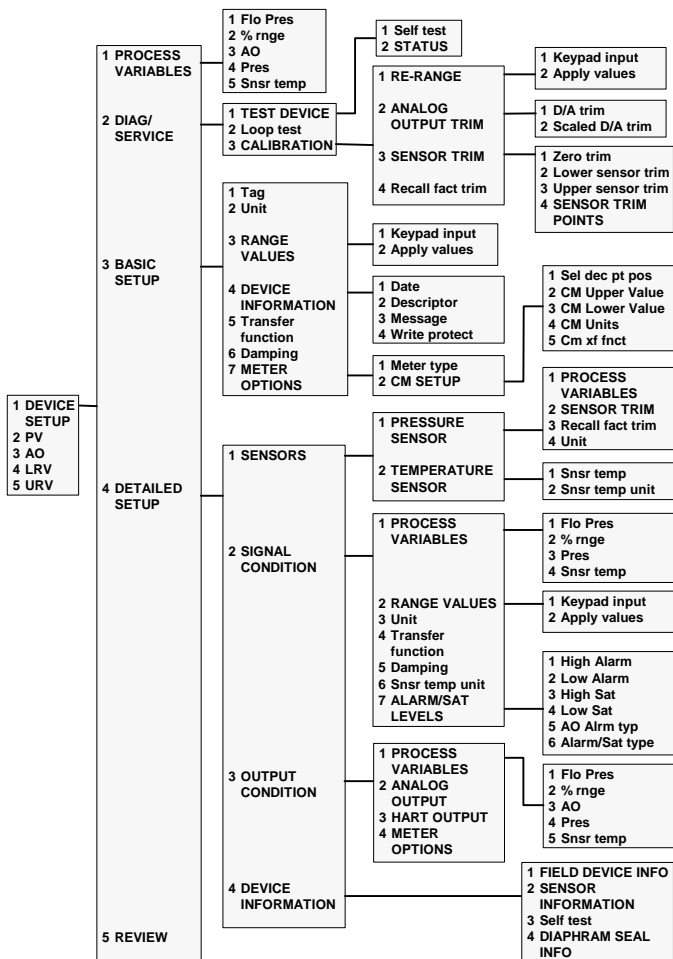 1 DEVICE
SETUP
2 PV
3 AO
4 LRV
5 URV
1 PROCESS
VARIABLES
2 DIAG/
SERVICE
3 BASIC
SETUP
4 DETAILED
SETUP
5 REVIEW
1 Flo Pres
2 % rnge
3 AO
4 Pres
5 Snsr temp
1 TEST DEVICE
2 Loop test
3 CALIBRATION
1 Self test
2 STATUS
1 RE-RANGE
2 ANALOG
OUTPUT TRIM
3 SENSOR TRIM
4 Recall fact trim
1 Keypad input
2 Apply values
1 D/A trim
2 Scaled D/A trim
1 Zero trim
2 Lower sensor trim
3 Upper sensor trim
4 SENSOR TRIM
POINTS
1 Tag
2 Unit
3 RANGE
VALUES
4 DEVICE
INFORMATION
5 Transfer
function
6 Damping
7 METER
OPTIONS
1 Keypad input
2 Apply values
1 Date
2 Descriptor
3 Message
4 Write protect
1 Meter type
2 CM SETUP
1 Sel dec pt pos
2 CM Upper Value
3 CM Lower Value
4 CM Units
5 Cm xf fnct
1 SENSORS
2 SIGNAL
CONDITION
3 OUTPUT
CONDITION
4 DEVICE
INFORMATION
1 PRESSURE
SENSOR
2 TEMPERATURE
SENSOR
1 PROCESS
VARIABLES
2 SENSOR TRIM
3 Recall fact trim
4 Unit
1 Snsr temp
2 Snsr temp unit
1 PROCESS
VARIABLES
2 RANGE VALUES
3 Unit
4 Transfer
function
5 Damping
6 Snsr temp unit
7 ALARM/SAT
LEVELS
1 Flo Pres
2 % rnge
3 Pres
4 Snsr temp
1 Keypad input
2 Apply values
1 High Alarm
2 Low Alarm
3 High Sat
4 Low Sat
5 AO Alrm typ
6 Alarm/Sat type
1 PROCESS
VARIABLES
2 ANALOG
OUTPUT
3 HART OUTPUT
4 METER
OPTIONS
1 Flo Pres
2 % rnge
3 AO
4 Pres
5 Snsr temp
1 FIELD DEVICE INFO
2 SENSOR
INFORMATION
3 Self test
4 DIAPHRAM SEAL
INFO